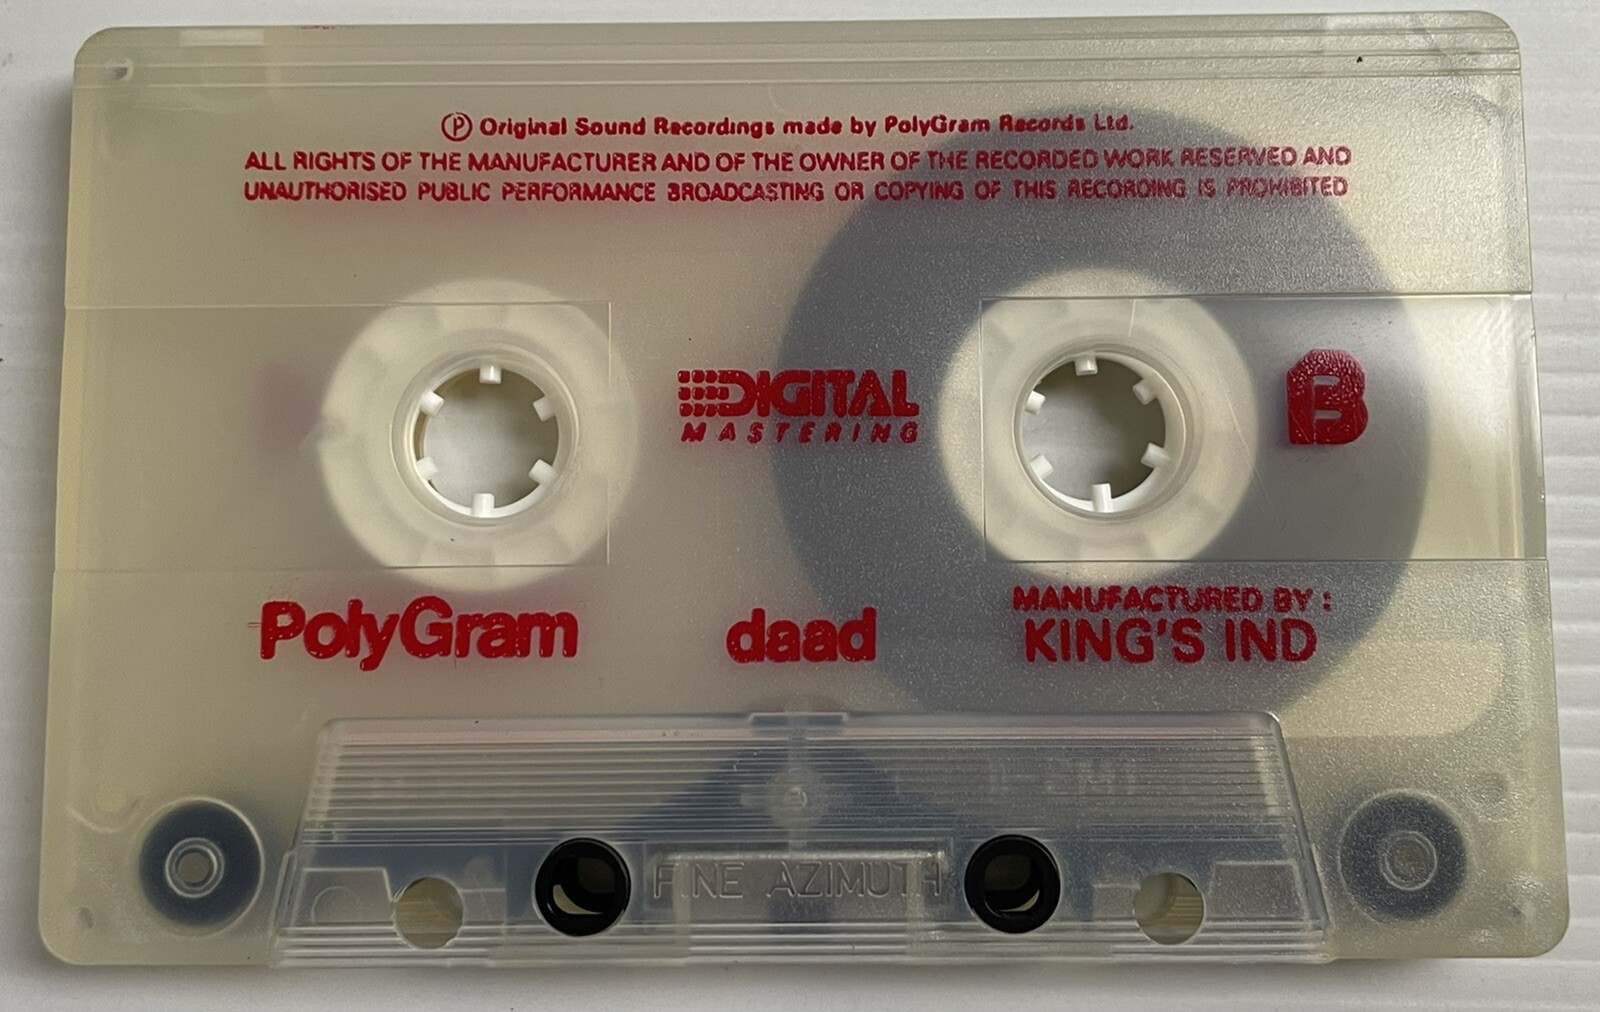 Ⓟ Original Sound Recordings made by PolyGram Records Ltd.
ALL RIGHTS OF THE MANUFACTURER AND OF THE OWNER OF THE RECORDED WORK RESERVED AND
UNAUTHORISED PUBLIC PERFORMANCE BROADCASTING OR COPYING OF THIS RECORDING IS PROHIBITED
DIGITAL
MASTERING
B
PolyGram
daad
MANUFACTURED BY :
KING'S IND
FINE AZIMUTH